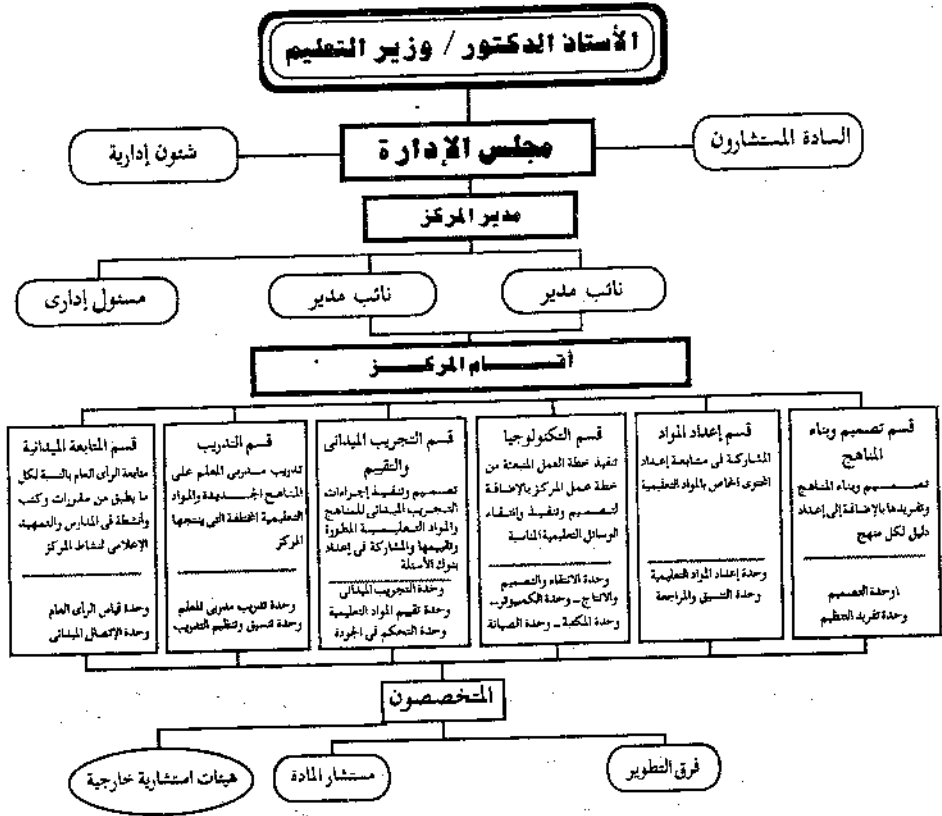 الأستاذ الدكتور / وزير التعليم
السادة المستشارون
مجلس الإدارة
شئون إدارية
مدير المركز
نائب مدير
نائب مدير
مسئول إدارى
أقسام المركز
قسم تصميم وبناء
المناهج
تصميم وبناء المناهج
وتفريدها بالإضافة إلى إعداد
دليل لكل منهج
وحدة التصميم
وحدة تفريد التعليم
قسم إعداد المواد
المشاركة فى متابعة إعداد
المحتوى الخاص بالمواد التعليمية
وحدة إعداد المواد التعليمية
وحدة التنسيق والمراجعة
قسم التكنولوجيا
تنفيذ خطة العمل المنبثقة من
خطة عمل المركز بالإضافة
لتصميم وتنفيذ وانتقاء
الوسائل التعليمية المناسبة
وحدة الانتقاء والتصميم
والانتاج - وحدة الكمبيوتر -
وحدة المكتبة - وحدة الصيانة
قسم التجريب الميدانى
والتقييم
تصميم وتنفيذ إجراءات
التجريب الميدانى للمناهج
والمواد التعليمية المطورة
وتقييمها والمشاركة فى إعداد
بنوك الأسئلة
وحدة التجريب الميدانى
وحدة تقييم المواد التعليمية
وحدة التحكم فى الجودة
قسم التدريب
تدريب مدربى المعلم على
المناهج الجديدة والمواد
التعليمية المختلفة التى ينتجها
المركز
وحدة تدريب مدربى المعلم
وحدة تنسيق وتنظيم التدريب
قسم المتابعة الميدانية
متابعة الرأى العام بالنسبة لكل
ما يطبق من مقررات وكتب
وأنشطة فى المدارس والتمهيد
الإعلامى لنشاط المركز
وحدة قياس الرأى العام
وحدة الإتصال الميدانى
المتخصصون
فرق التطوير
مستشار المادة
هيئات استشارية خارجية